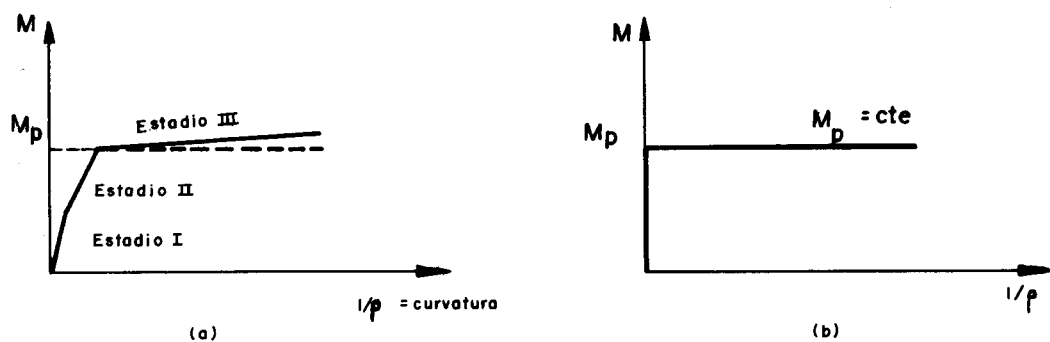 M
Mp
Estadio III
Estadio II
Estadio I
1/ρ = curvatura
(a)
M
Mp
Mp = cte
1/ρ
(b)